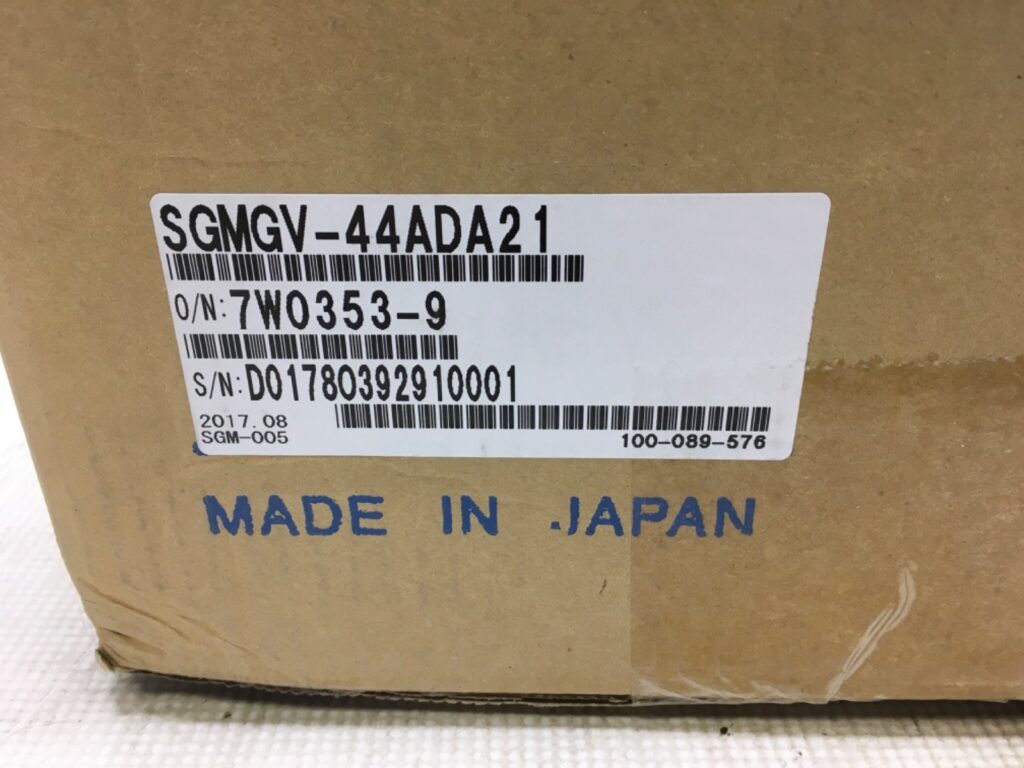 SGMGV-44ADA21
O/N: 7W0353-9
S/N: D01780392910001
2017.08
SGM-005
100-089-576
MADE IN JAPAN